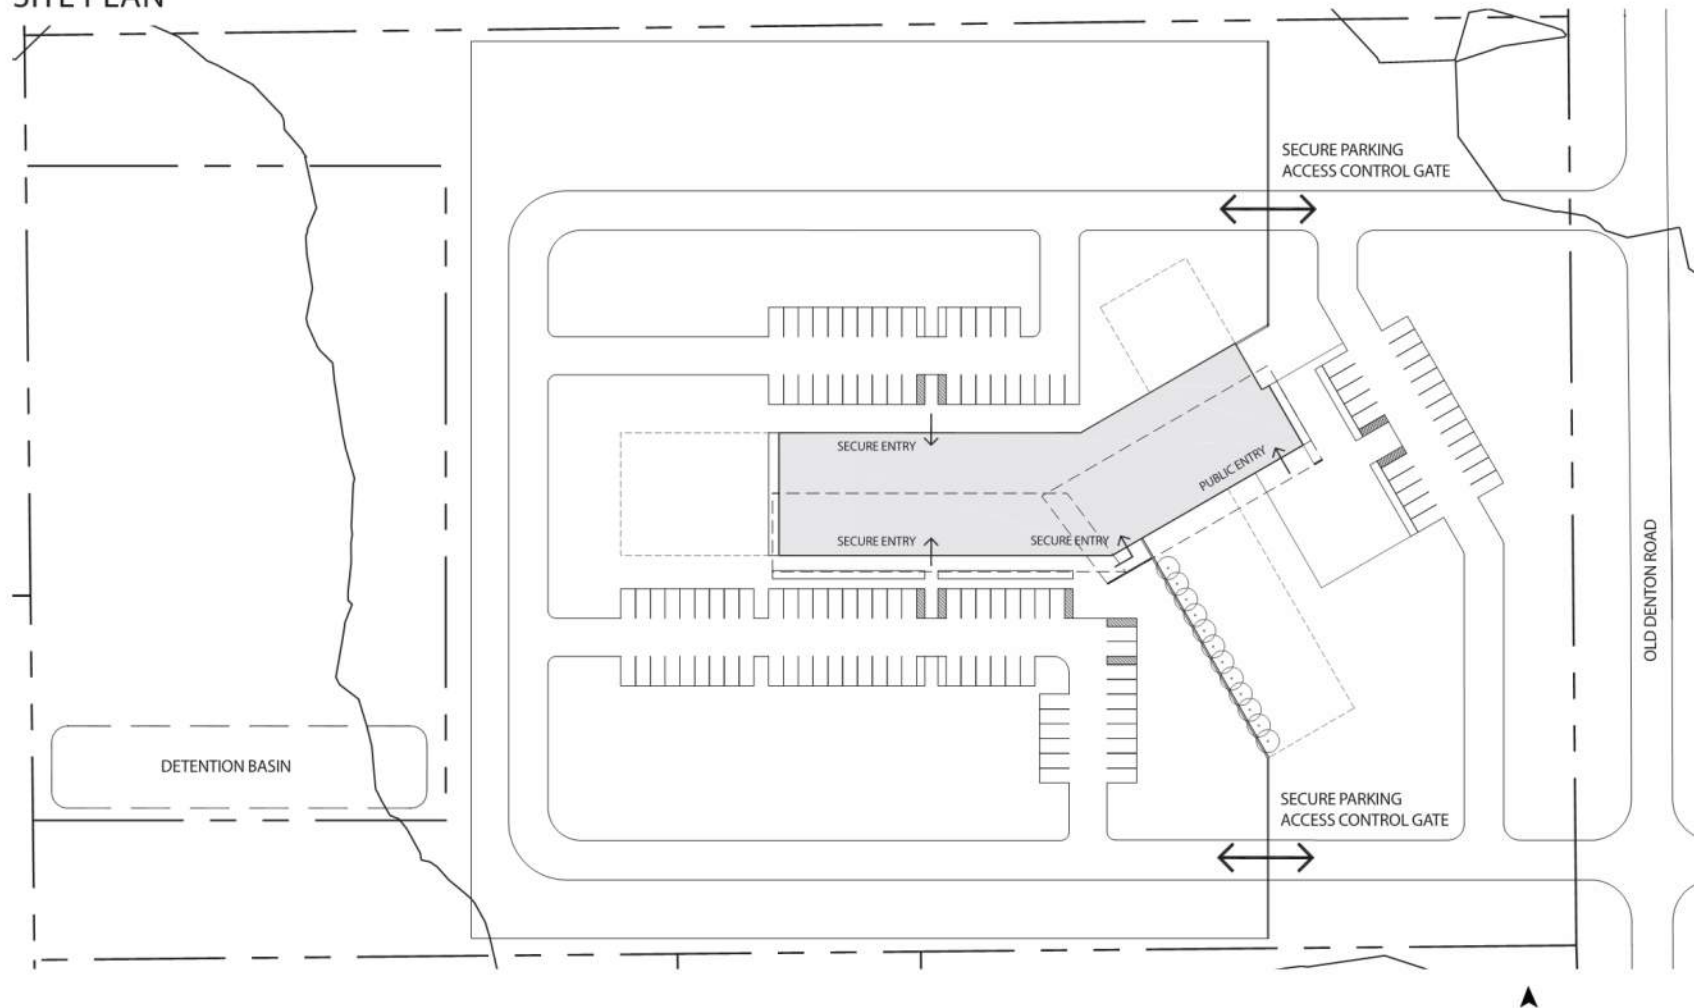 SITE PLAN
SECURE PARKING
ACCESS CONTROL GATE
SECURE ENTRY
PUBLIC ENTRY
SECURE ENTRY
SECURE ENTRY
OLD DENTON ROAD
DETENTION BASIN
SECURE PARKING
ACCESS CONTROL GATE